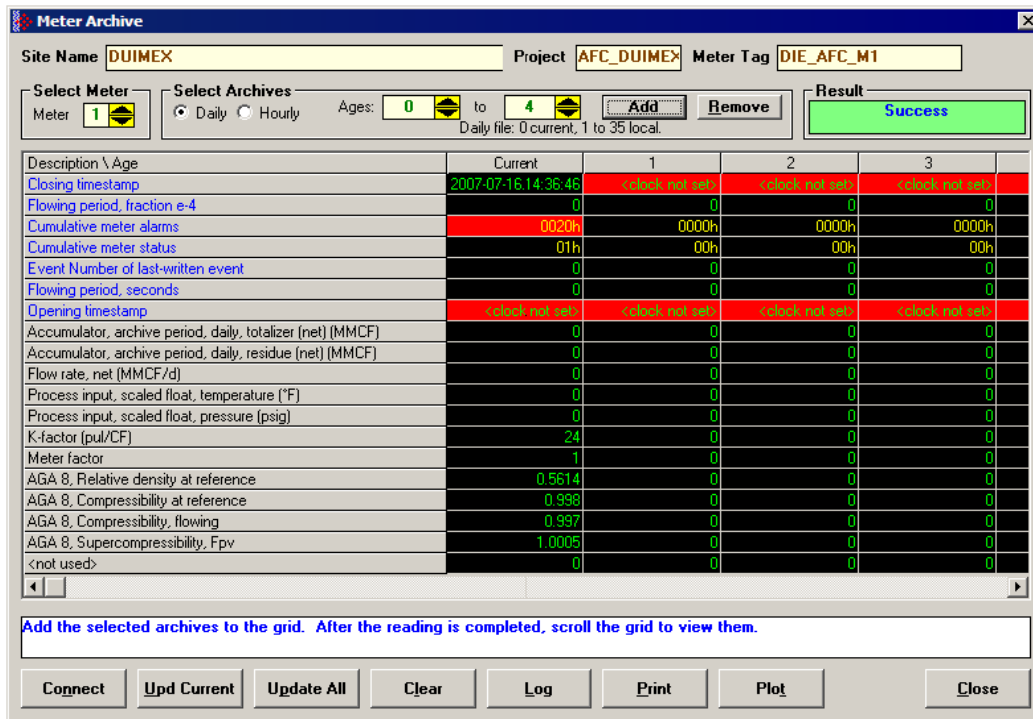 Meter Archive
Site Name DUIMEX Project AFC_DUIMEX Meter Tag DIE_AFC_M1
Select Meter Select Archives Result
Meter 1 Daily Hourly Ages: 0 to 4 Add Remove Success
Daily file: 0 current, 1 to 35 local.
Description \ Age Current 1 2 3
Closing timestamp 2007-07-16.14:36:46 <clock not set> <clock not set> <clock not set>
Flowing period, fraction e-4 0 0 0 0
Cumulative meter alarms 0020h 0000h 0000h 0000h
Cumulative meter status 01h 00h 00h 00h
Event Number of last-written event 0 0 0 0
Flowing period, seconds 0 0 0 0
Opening timestamp <clock not set> <clock not set> <clock not set> <clock not set>
Accumulator, archive period, daily, totalizer (net) (MMCF) 0 0 0 0
Accumulator, archive period, daily, residue (net) (MMCF) 0 0 0 0
Flow rate, net (MMCF/d) 0 0 0 0
Process input, scaled float, temperature (°F) 0 0 0 0
Process input, scaled float, pressure (psig) 0 0 0 0
K-factor (pul/CF) 24 0 0 0
Meter factor 1 0 0 0
AGA 8, Relative density at reference 0.5614 0 0 0
AGA 8, Compressibility at reference 0.998 0 0 0
AGA 8, Compressibility, flowing 0.997 0 0 0
AGA 8, Supercompressibility, Fpv 1.0005 0 0 0
<not used> 0 0 0 0
Add the selected archives to the grid. After the reading is completed, scroll the grid to view them.
Connect Upd Current Update All Clear Log Print Plot Close